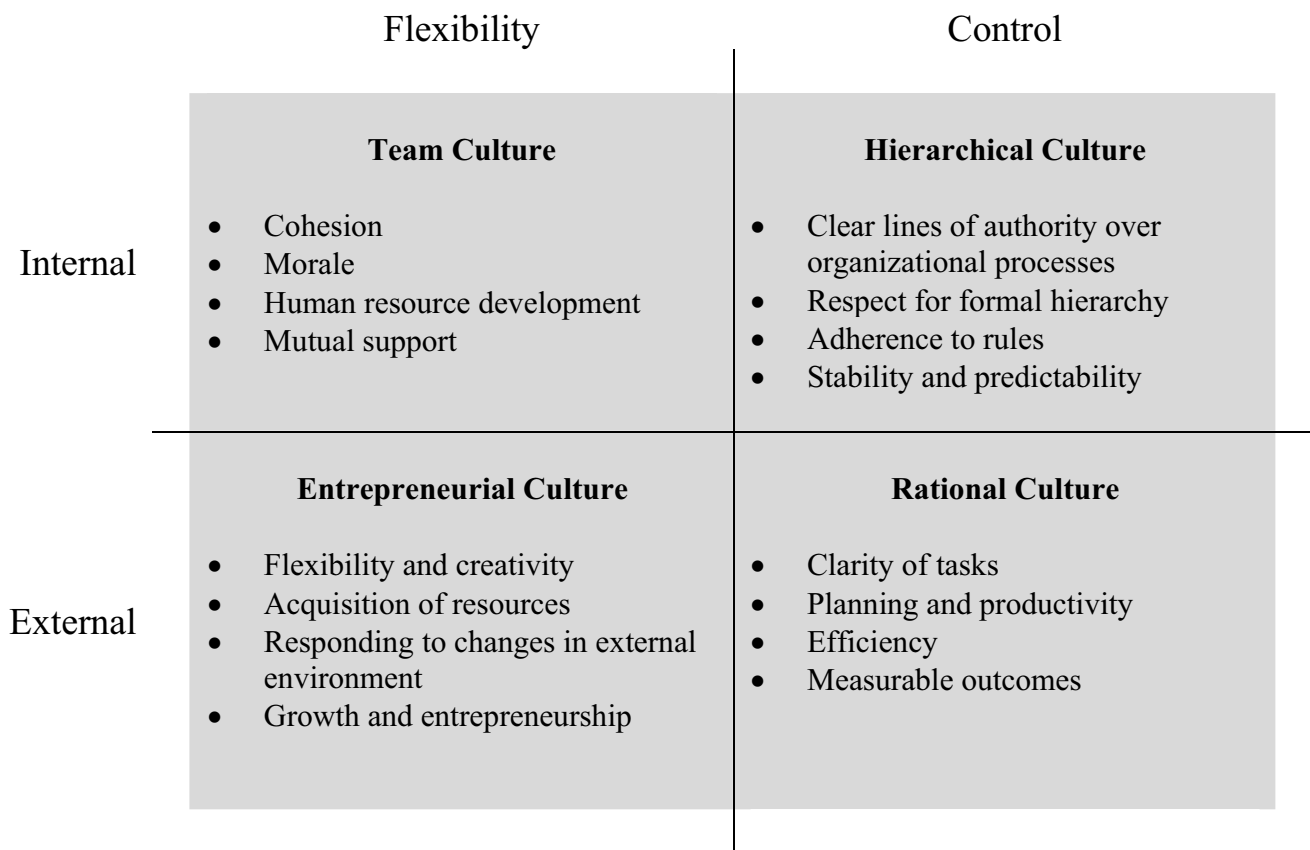 Flexibility
Control
Internal
Team Culture
• Cohesion
• Morale
• Human resource development
• Mutual support
Hierarchical Culture
• Clear lines of authority over
organizational processes
• Respect for formal hierarchy
• Adherence to rules
• Stability and predictability
External
Entrepreneurial Culture
• Flexibility and creativity
• Acquisition of resources
• Responding to changes in external
environment
• Growth and entrepreneurship
Rational Culture
• Clarity of tasks
• Planning and productivity
• Efficiency
• Measurable outcomes